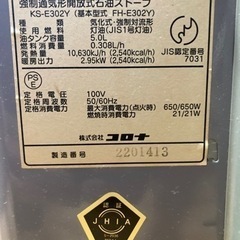 強制通気形開放式石油ストーブ
KS-E302Y (基本型式 FH-E302Y)
種類 気化式・強制対流形
使用燃料 灯油(JIS1号灯油)
油タンク容量 5.0L
燃料消費量 0.308L/h
10,630kJ/h (2,540kcal/h)
暖房出力 2.95kW (2,540kcal/h)
JIS認定番号
7031
PS
E
定格電圧 100V
定格周波数 50/60Hz
定格消費電力 最大消費電力(点火時) 650/650W
燃焼時消費電力 21/21W
株式会社 コロナ
製造番号 2201413
認証
JHIA